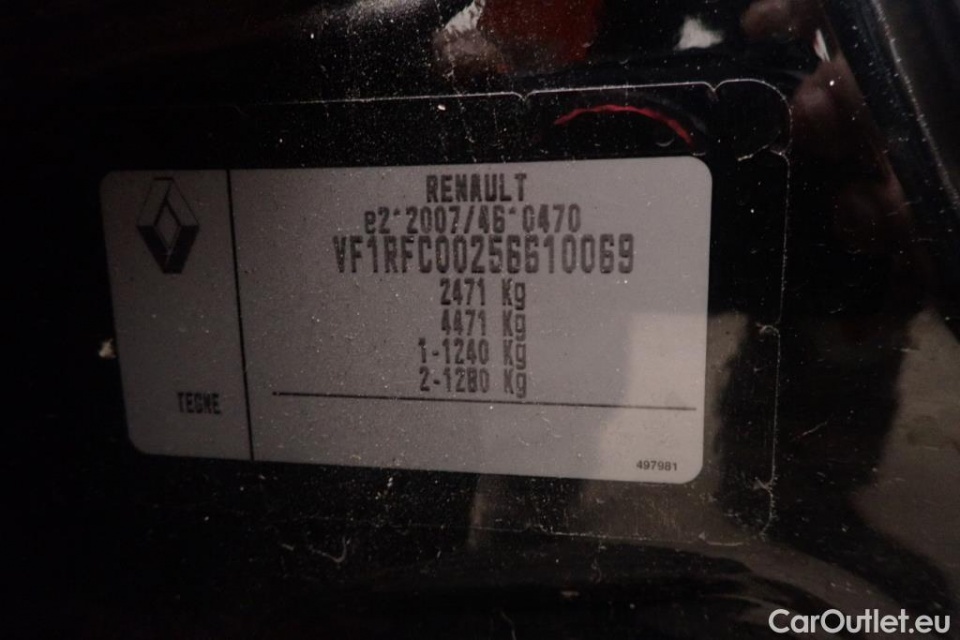 RENAULT
e2*2007/46*0470
VF1RFC00256610069
2471 Kg
4471 Kg
1-1240 Kg
2-1280 Kg
TEGNE
497981
CarOutlet.eu